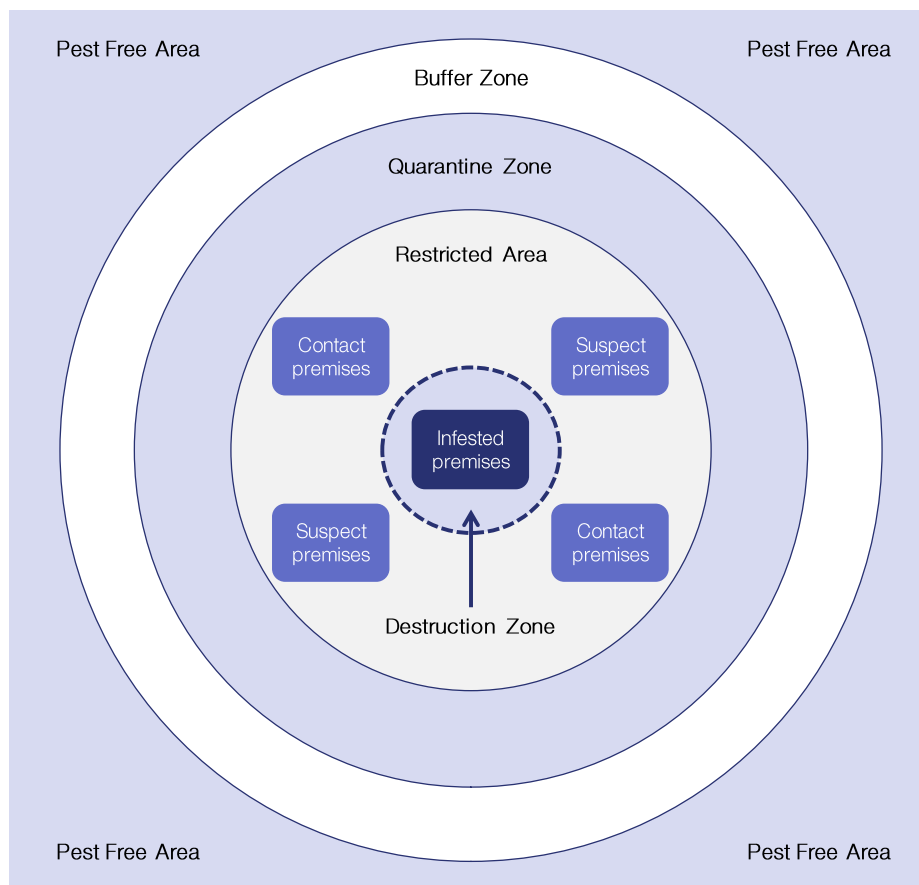 Pest Free Area
Pest Free Area
Buffer Zone
Quarantine Zone
Restricted Area
Contact
premises
Suspect
premises
Infested
premises
Suspect
premises
Contact
premises
Destruction Zone
Pest Free Area
Pest Free Area